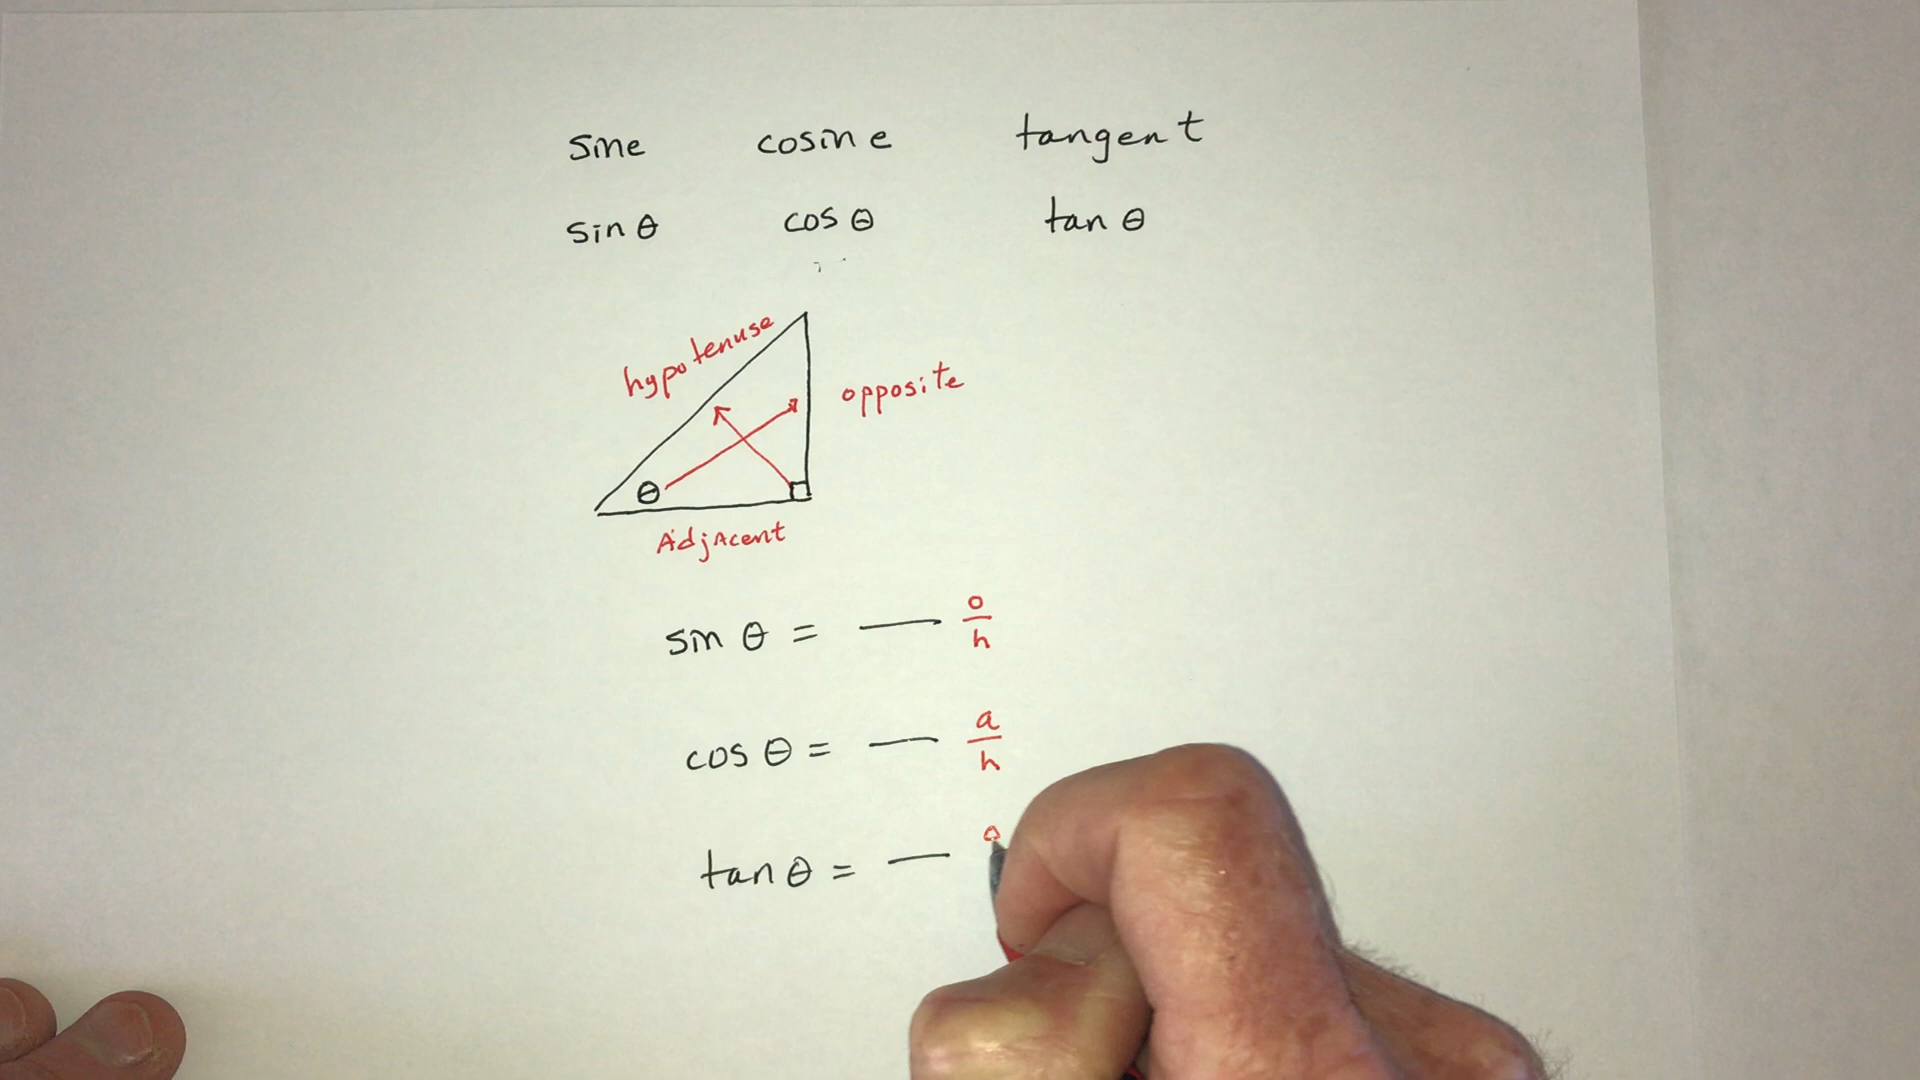 sine cosine tangent
sin θ cos θ tan θ
hypotenuse
opposite
θ
Adjacent
sin θ = — o/h
cos θ = — a/h
tan θ = — o